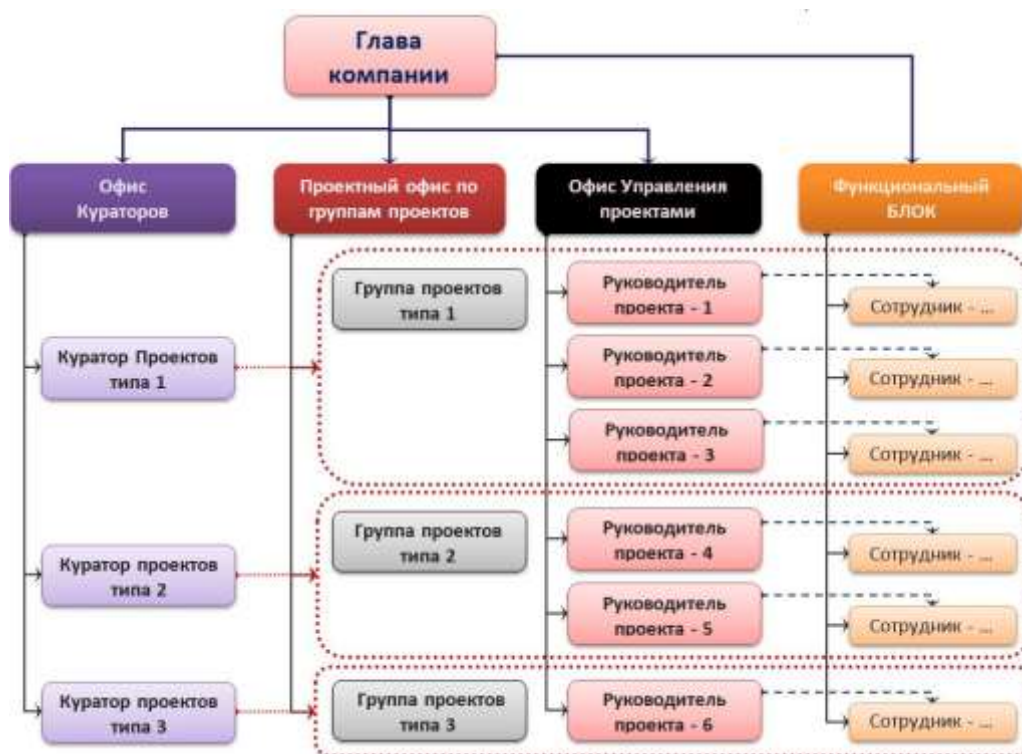 Глава
компании
Офис
Кураторов
Проектный офис по
группам проектов
Офис Управления
проектами
Функциональный
БЛОК
Группа проектов
типа 1
Руководитель
проекта - 1
Сотрудник - ...
Куратор Проектов
типа 1
Руководитель
проекта - 2
Сотрудник - ...
Руководитель
проекта - 3
Сотрудник - ...
Группа проектов
типа 2
Руководитель
проекта - 4
Сотрудник - ...
Куратор проектов
типа 2
Руководитель
проекта - 5
Сотрудник - ...
Куратор проектов
типа 3
Группа проектов
типа 3
Руководитель
проекта - 6
Сотрудник - ...